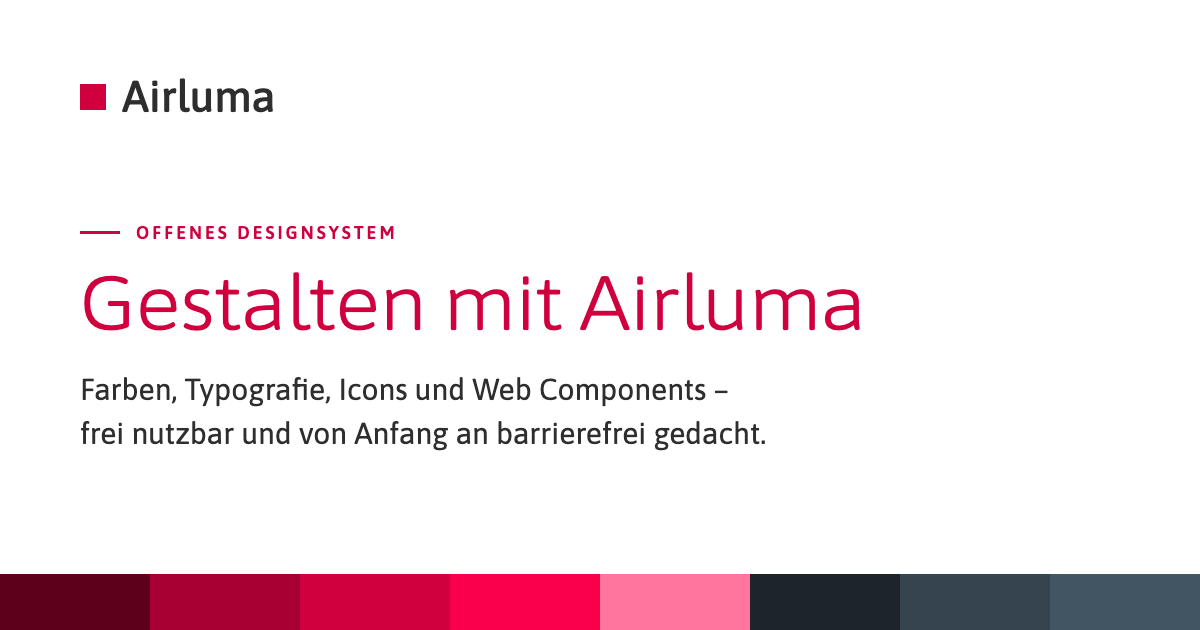 Airluma
OFFENES DESIGNSYSTEM
Gestalten mit Airluma
Farben, Typografie, Icons und Web Components –
frei nutzbar und von Anfang an barrierefrei gedacht.